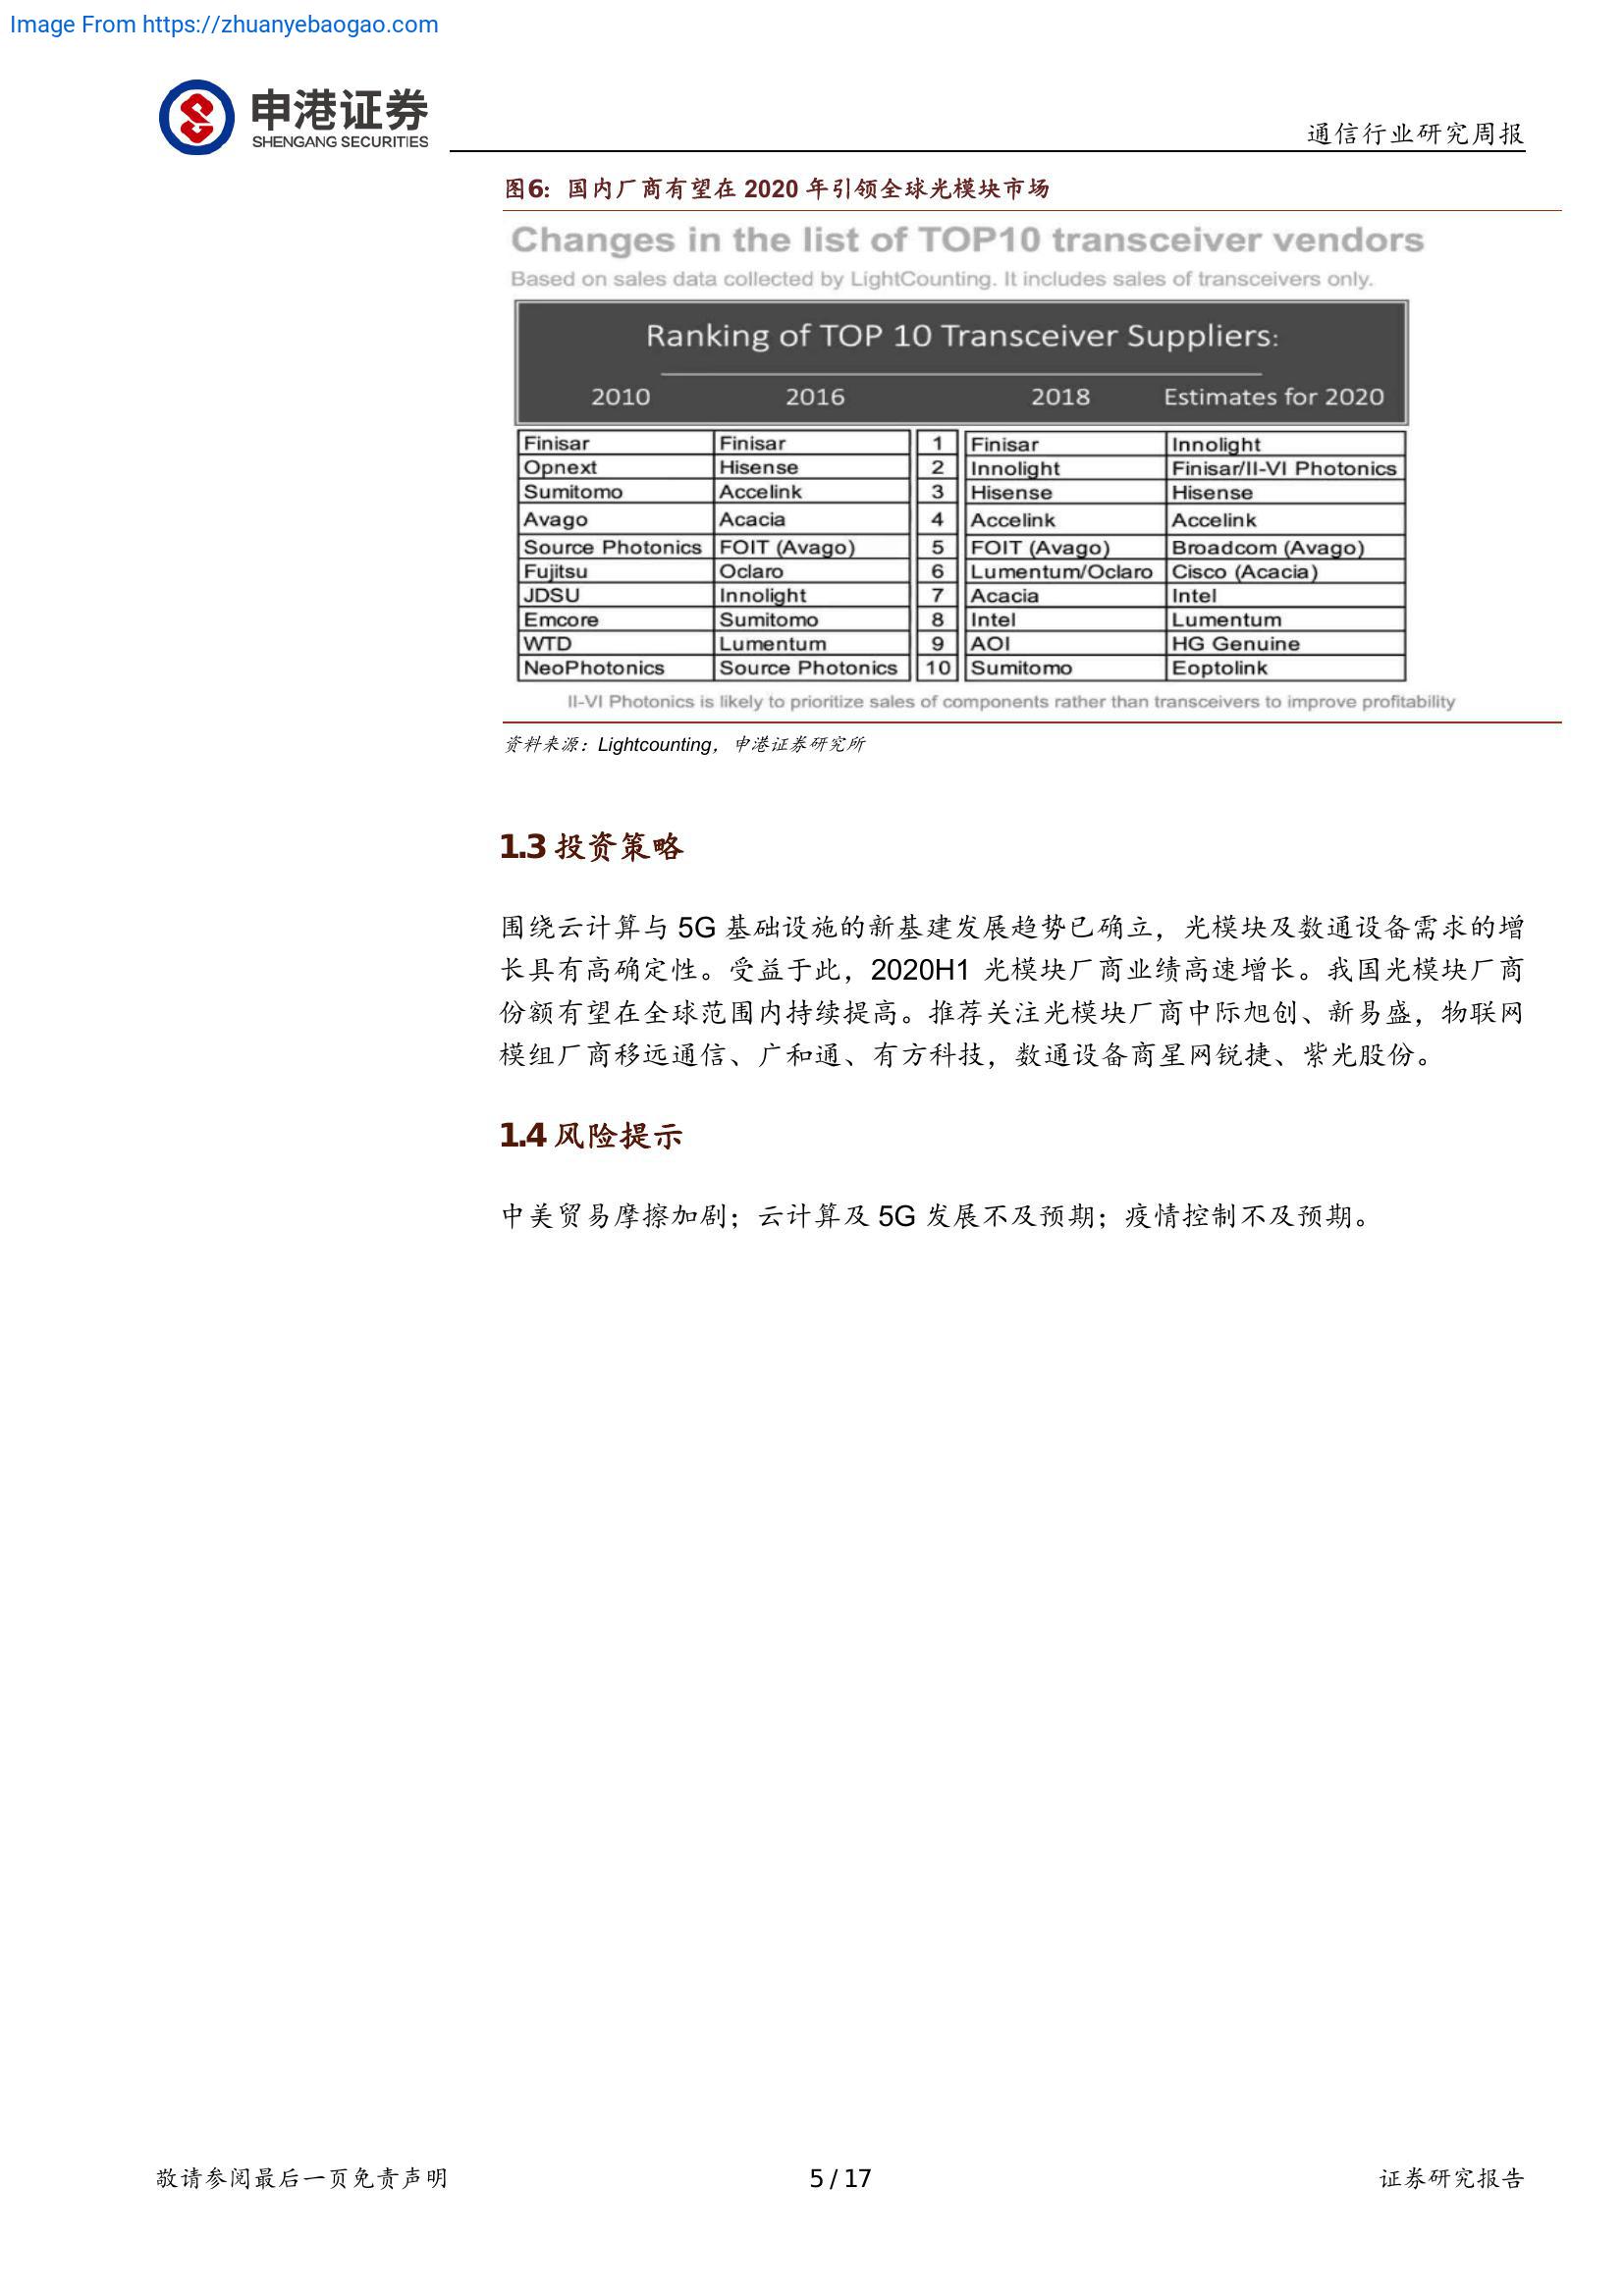 Image From https://zhuanyebaogao.com
申港证券
SHENGANG SECURITIES
通信行业研究周报
图6: 国内厂商有望在 2020 年引领全球光模块市场
Changes in the list of TOP10 transceiver vendors
Based on sales data collected by LightCounting. It includes sales of transceivers only.
Ranking of TOP 10 Transceiver Suppliers:
2010 2016 2018 Estimates for 2020
Finisar Finisar 1 Finisar Innolight
Opnext Hisense 2 Innolight Finisar/II-VI Photonics
Sumitomo Accelink 3 Hisense Hisense
Avago Acacia 4 Accelink Accelink
Source Photonics FOIT (Avago) 5 FOIT (Avago) Broadcom (Avago)
Fujitsu Oclaro 6 Lumentum/Oclaro Cisco (Acacia)
JDSU Innolight 7 Acacia Intel
Emcore Sumitomo 8 Intel Lumentum
WTD Lumentum 9 AOI HG Genuine
NeoPhotonics Source Photonics 10 Sumitomo Eoptolink
II-VI Photonics is likely to prioritize sales of components rather than transceivers to improve profitability
资料来源：Lightcounting，申港证券研究所
1.3 投资策略
围绕云计算与 5G 基础设施的新基建发展趋势已确立，光模块及数通设备需求的增
长具有高确定性。受益于此，2020H1 光模块厂商业绩高速增长。我国光模块厂商
份额有望在全球范围内持续提高。推荐关注光模块厂商中际旭创、新易盛，物联网
模组厂商移远通信、广和通、有方科技，数通设备商星网锐捷、紫光股份。
1.4 风险提示
中美贸易摩擦加剧；云计算及 5G 发展不及预期；疫情控制不及预期。
敬请参阅最后一页免责声明 5 / 17 证券研究报告